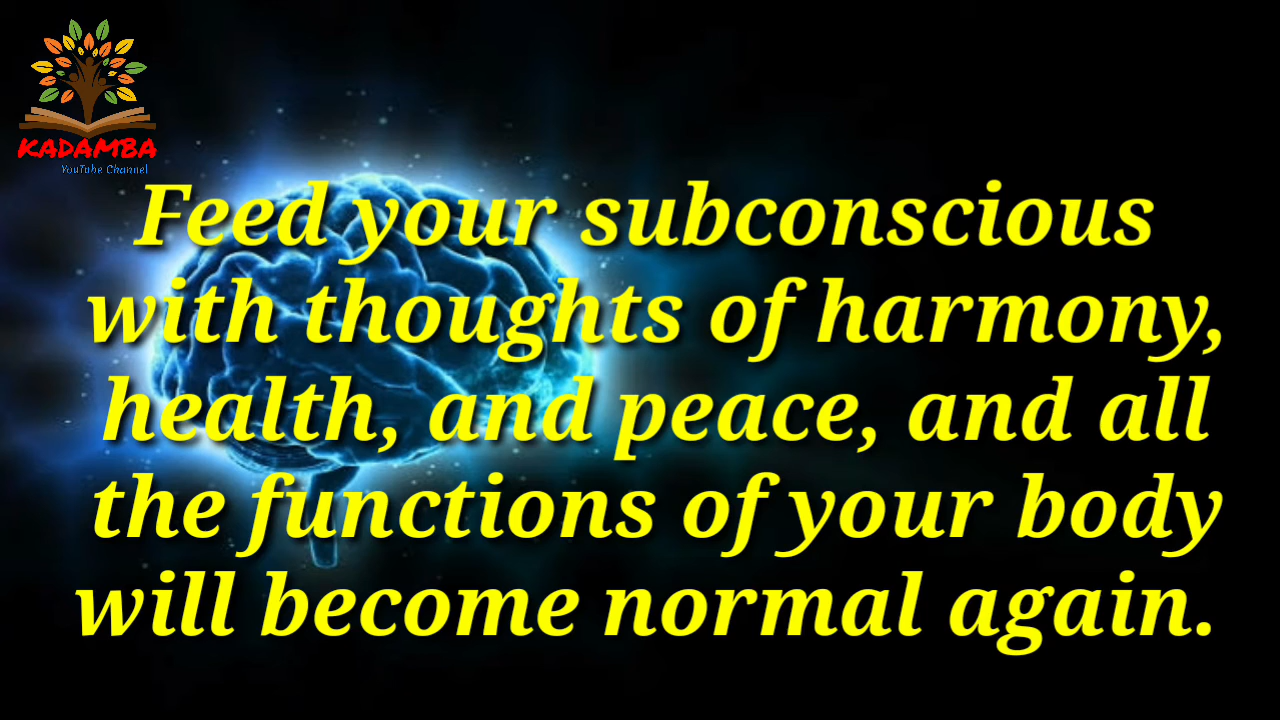 KADAMBA
YouTube Channel
Feed your subconscious
with thoughts of harmony,
health, and peace, and all
the functions of your body
will become normal again.